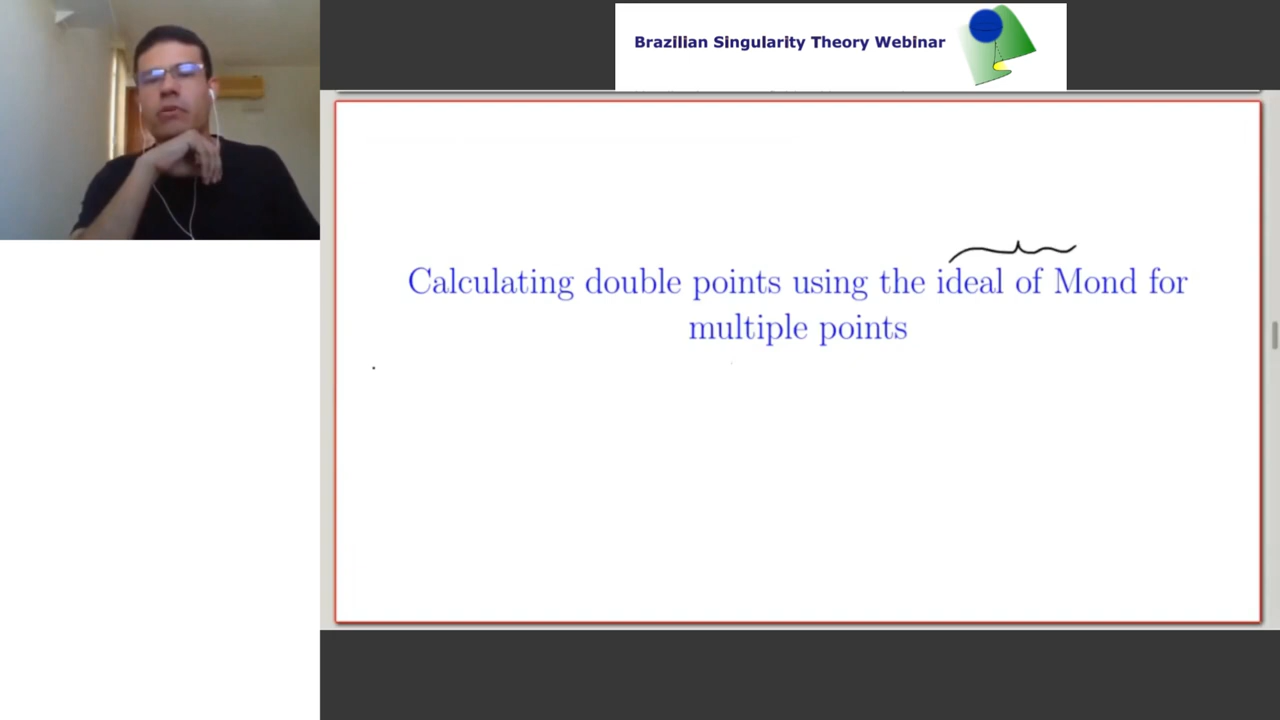 Brazilian Singularity Theory Webinar
Calculating double points using the ideal of Mond for
multiple points